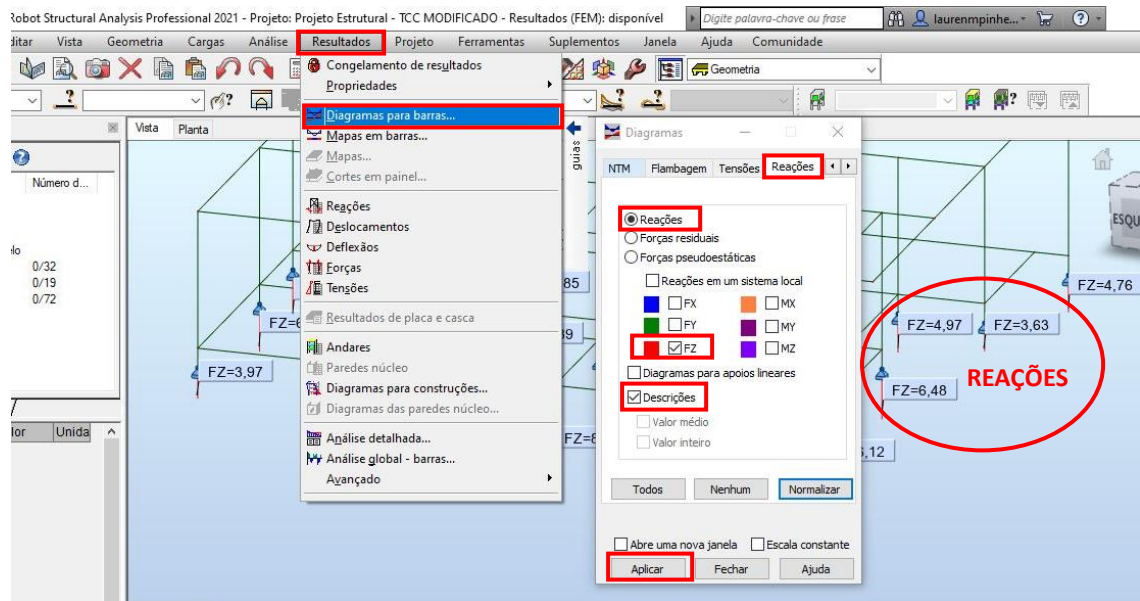 Robot Structural Analysis Professional 2021 - Projeto: Projeto Estrutural - TCC MODIFICADO - Resultados (FEM): disponível
Digite palavra-chave ou frase
laurenmpinhe...
ditar Vista Geometria Cargas Análise Resultados Projeto Ferramentas Suplementos Janela Ajuda Comunidade
Geometria
Vista Planta
Número d...
0/32
0/19
0/72
Unida
Congelamento de resultados
Propriedades
Diagramas para barras...
Mapas em barras...
Mapas...
Cortes em painel...
Reações
Deslocamentos
Deflexãos
Forças
Tensões
Resultados de placa e casca
Andares
Paredes núcleo
Diagramas para construções...
Diagramas das paredes núcleo...
Análise detalhada...
Análise global - barras...
Avançado
guias
Diagramas
NTM Flambagem Tensões Reações
Reações
Forças residuais
Forças pseudoestáticas
Reações em um sistema local
FX MX
FY MY
FZ MZ
Diagramas para apoios lineares
Descrições
Valor médio
Valor inteiro
Todos Nenhum Normalizar
Abre uma nova janela Escala constante
Aplicar Fechar Ajuda
FZ=3,97
FZ=4,76
FZ=4,97 FZ=3,63
FZ=6,48
REAÇÕES
ESQU